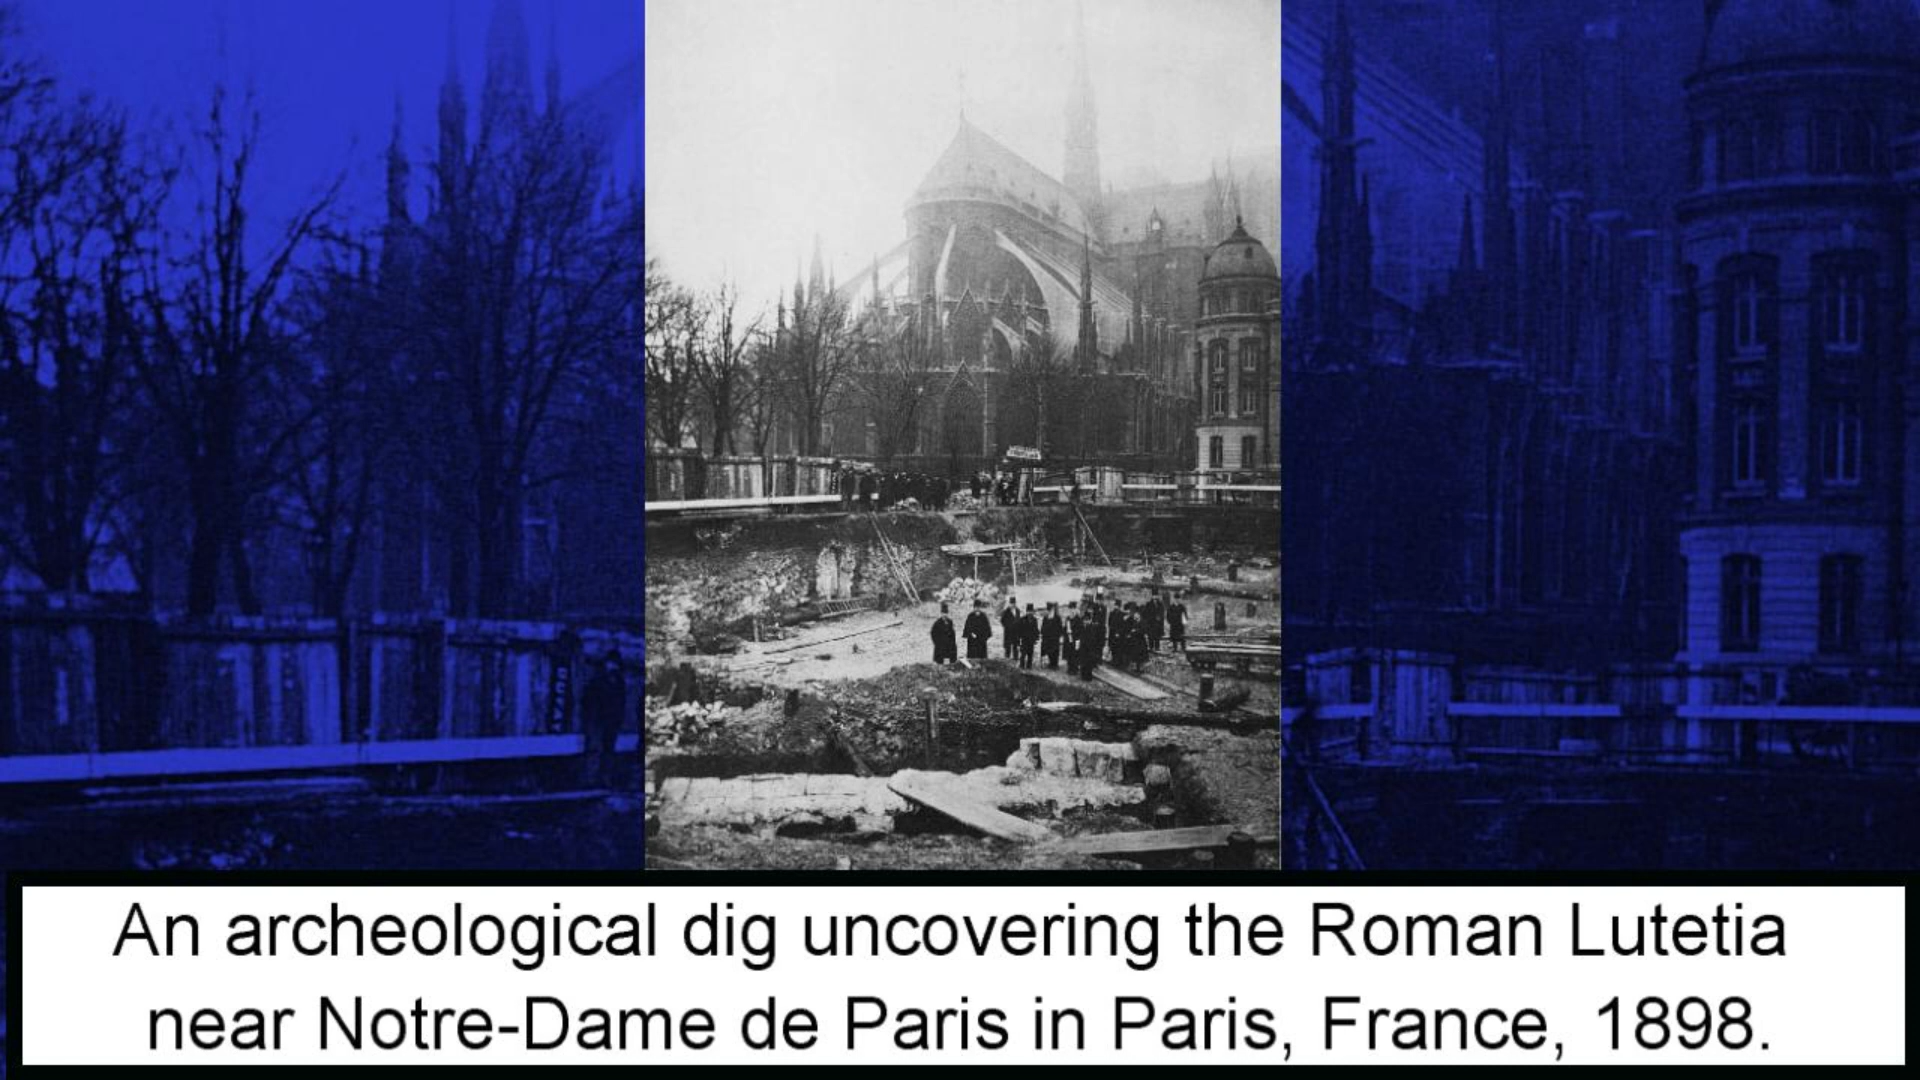 An archeological dig uncovering the Roman Lutetia
near Notre-Dame de Paris in Paris, France, 1898.